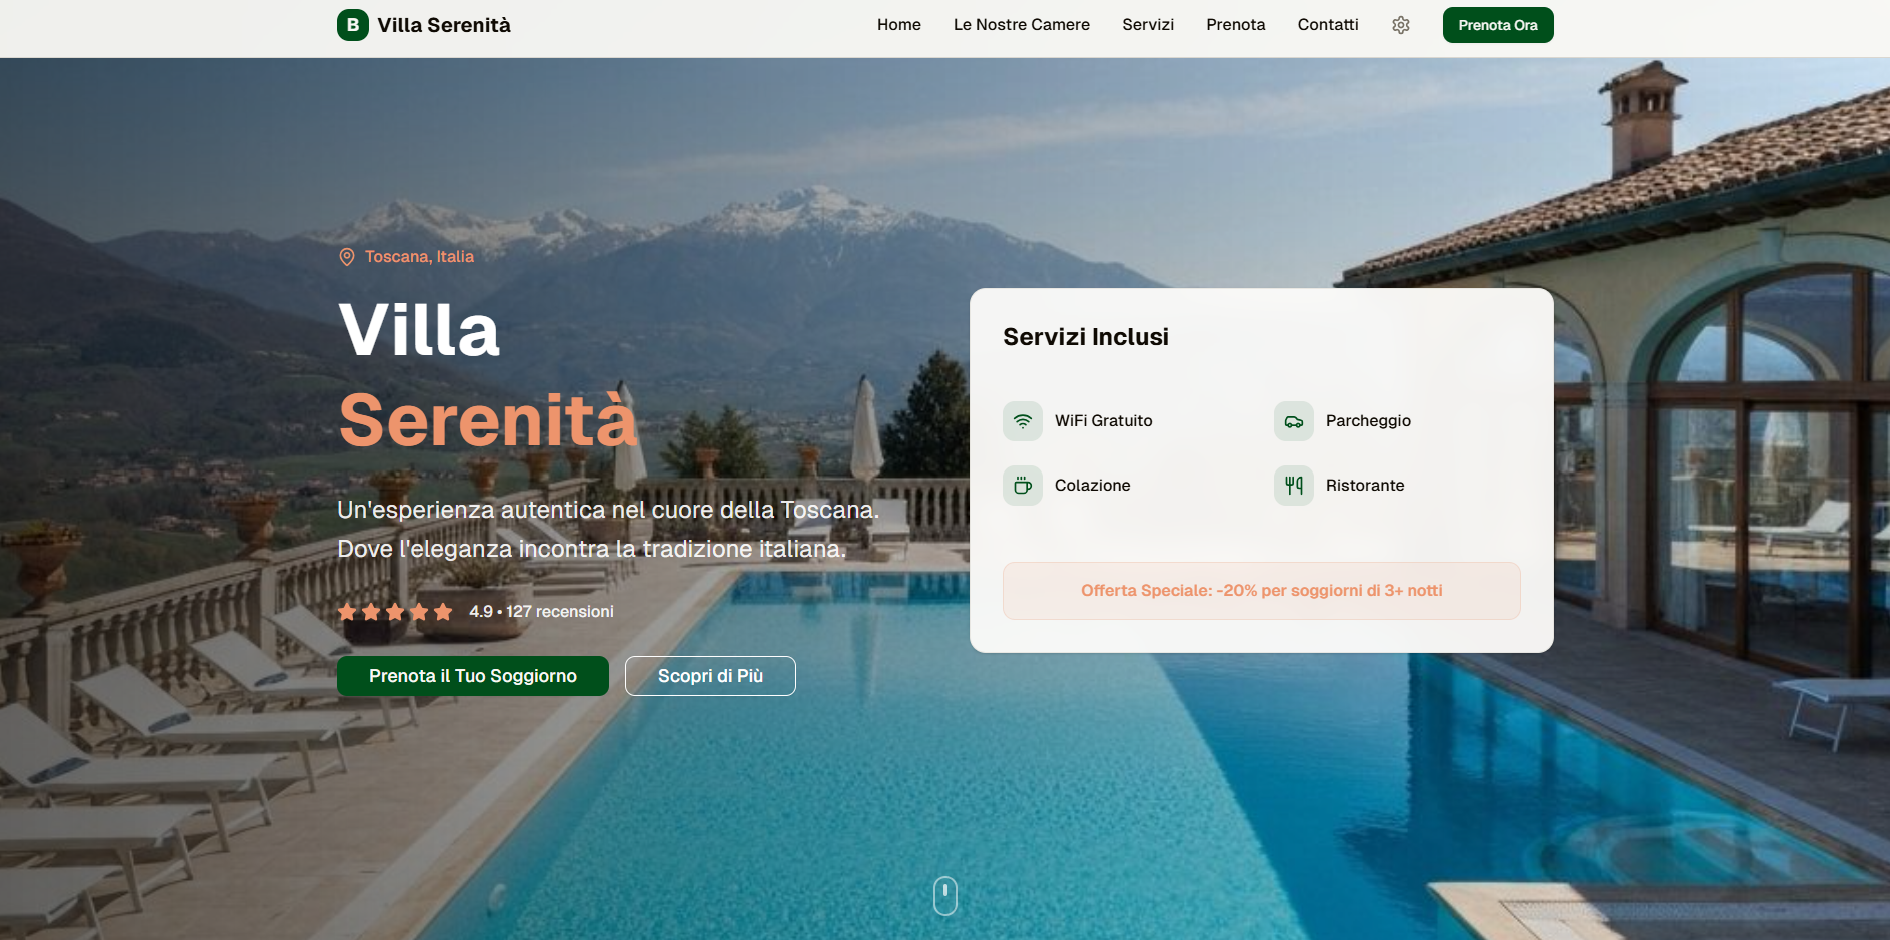 B Villa Serenità
Home Le Nostre Camere Servizi Prenota Contatti Prenota Ora
Toscana, Italia
Villa
Serenità
Un'esperienza autentica nel cuore della Toscana.
Dove l'eleganza incontra la tradizione italiana.
4.9 • 127 recensioni
Prenota il Tuo Soggiorno
Scopri di Più
Servizi Inclusi
WiFi Gratuito
Parcheggio
Colazione
Ristorante
Offerta Speciale: -20% per soggiorni di 3+ notti